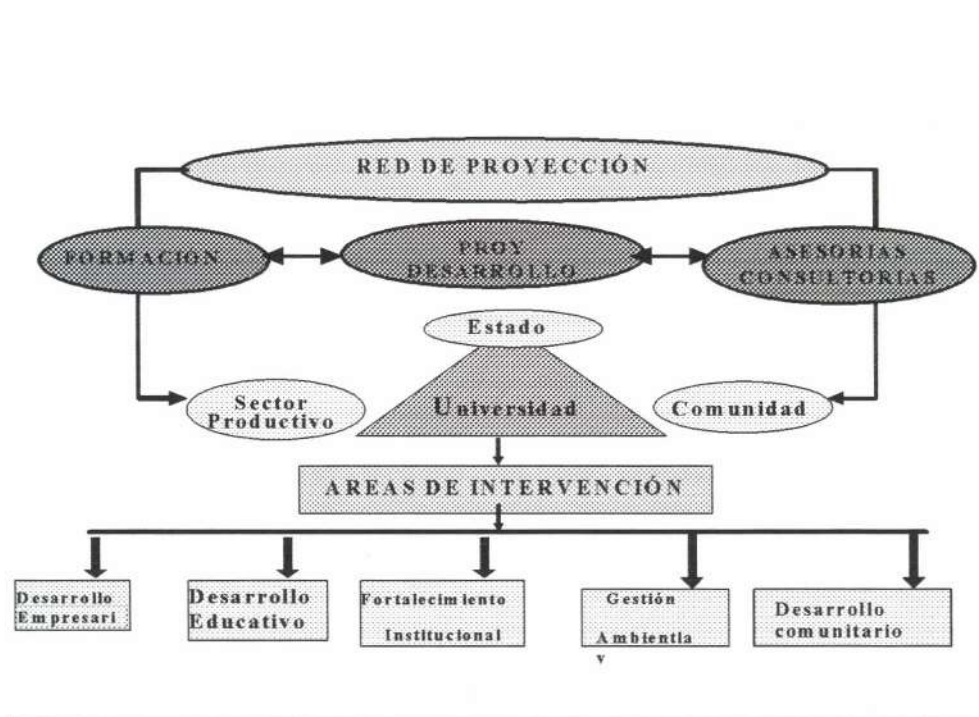 RED DE PROYECCIÓN
FORMACIÓN
PROY
DESARROLLO
ASESORIAS
CONSULTORIAS
Estado
Sector
Productivo
Universidad
Comunidad
AREAS DE INTERVENCIÓN
Desarrollo
Empresari
Desarrollo
Educativo
Fortalecimiento
Institucional
Gestión
Ambientla
y
Desarrollo
comunitario